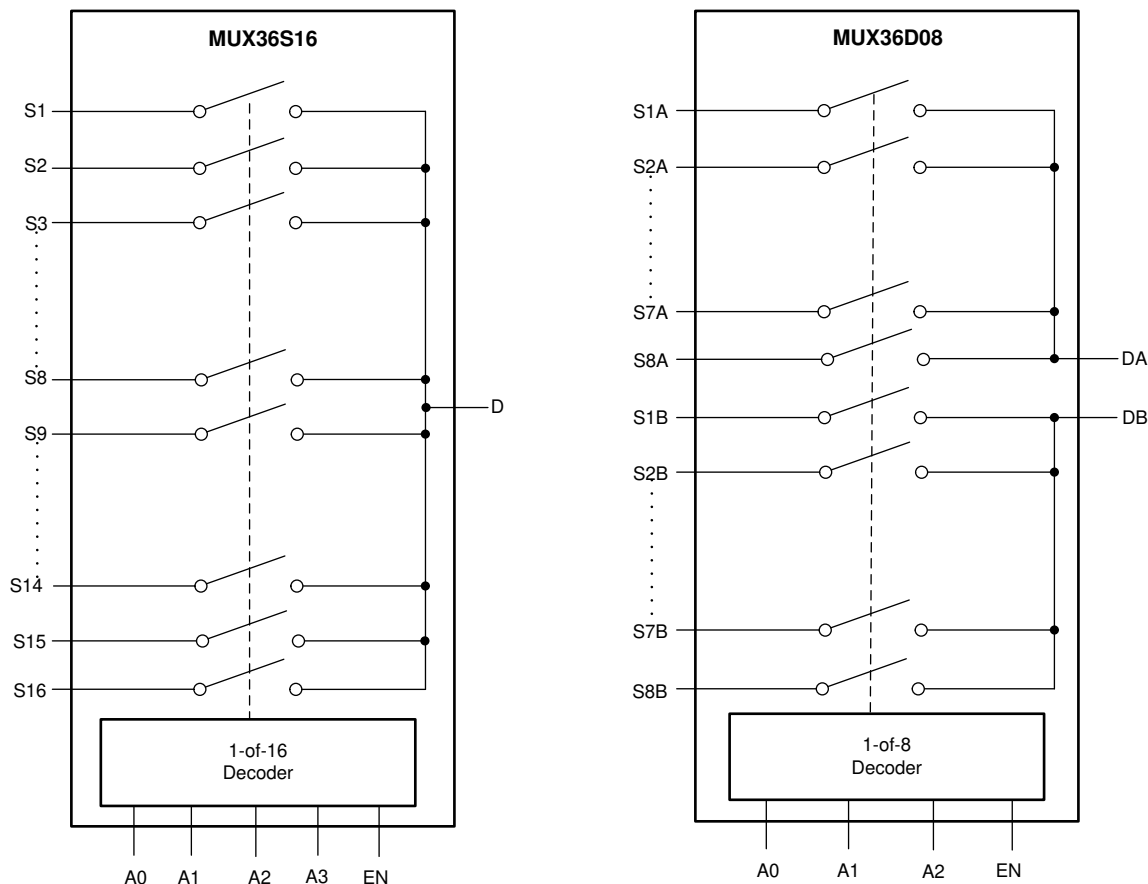 MUX36S16
S1
S2
S3
S8
D
S9
S14
S15
S16
1-of-16
Decoder
A0 A1 A2 A3 EN
MUX36D08
S1A
S2A
S7A
S8A
DA
S1B
DB
S2B
S7B
S8B
1-of-8
Decoder
A0 A1 A2 EN